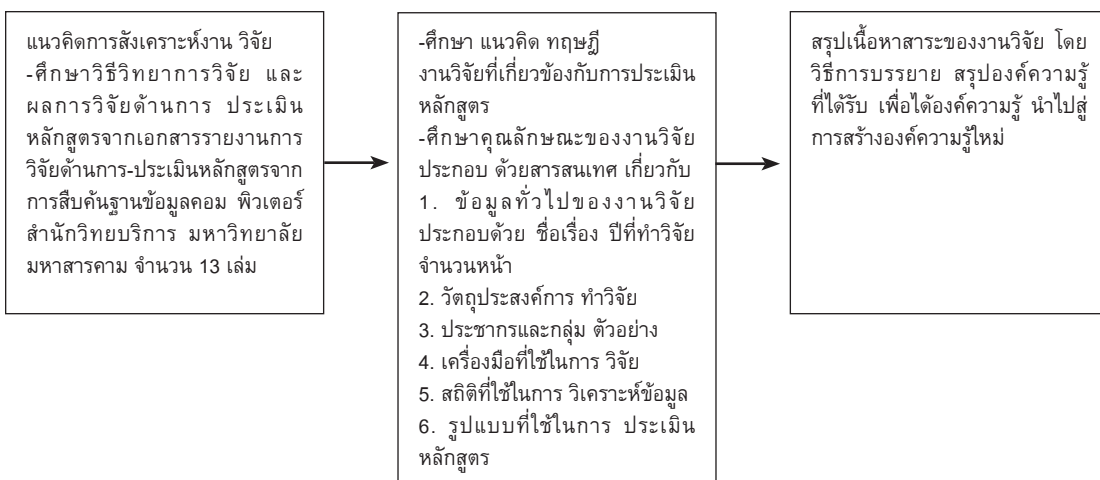 แนวคิดการสังเคราะห์งาน วิจัย
-ศึกษาวิธีวิทยาการวิจัย และ
ผลการวิจัยด้านการ ประเมิน
หลักสูตรจากเอกสารรายงานการ
วิจัยด้านการ-ประเมินหลักสูตรจาก
การสืบค้นฐานข้อมูลคอม พิวเตอร์
สำนักวิทยบริการ มหาวิทยาลัย
มหาสารคาม จำนวน 13 เล่ม
-ศึกษา แนวคิด ทฤษฎี
งานวิจัยที่เกี่ยวข้องกับการประเมิน
หลักสูตร
-ศึกษาคุณลักษณะของงานวิจัย
ประกอบ ด้วยสารสนเทศ เกี่ยวกับ
1. ข้อมูลทั่วไปของงานวิจัย
ประกอบด้วย ชื่อเรื่อง ปีที่ทำวิจัย
จำนวนหน้า
2. วัตถุประสงค์การ ทำวิจัย
3. ประชากรและกลุ่ม ตัวอย่าง
4. เครื่องมือที่ใช้ในการ วิจัย
5. สถิติที่ใช้ในการ วิเคราะห์ข้อมูล
6. รูปแบบที่ใช้ในการ ประเมิน
หลักสูตร
สรุปเนื้อหาสาระของงานวิจัย โดย
วิธีการบรรยาย สรุปองค์ความรู้
ที่ได้รับ เพื่อได้องค์ความรู้ นำไปสู่
การสร้างองค์ความรู้ใหม่